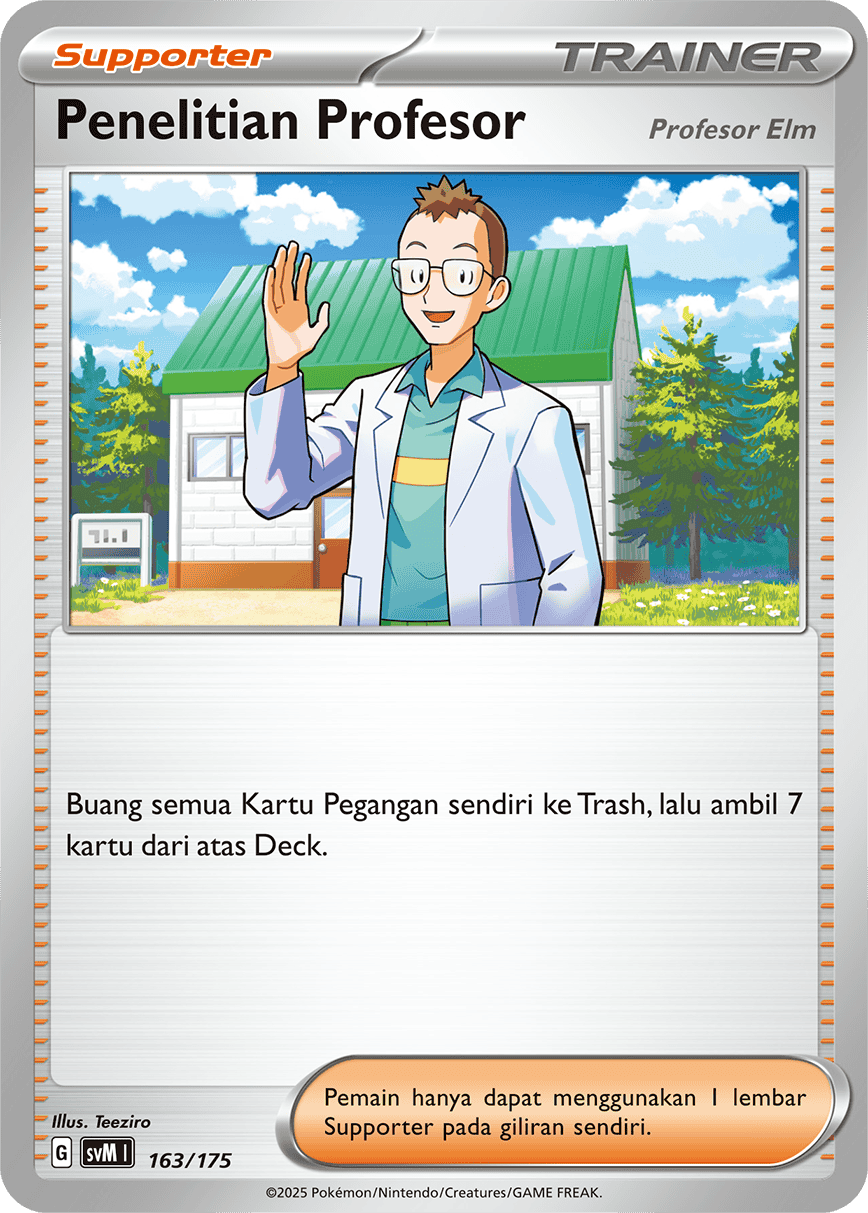 Supporter
TRAINER
Penelitian Profesor
Profesor Elm
Buang semua Kartu Pegangan sendiri ke Trash, lalu ambil 7
kartu dari atas Deck.
Pemain hanya dapat menggunakan 1 lembar
Supporter pada giliran sendiri.
Illus. Teeziro
G svM I 163/175
©2025 Pokémon/Nintendo/Creatures/GAME FREAK.